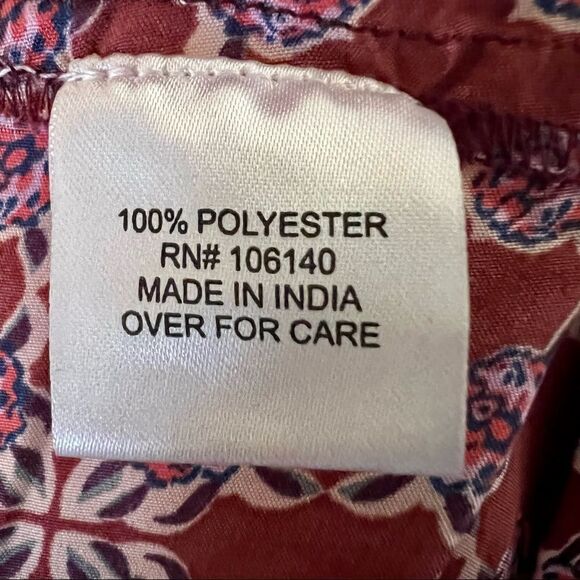 100% POLYESTER
RN# 106140
MADE IN INDIA
OVER FOR CARE